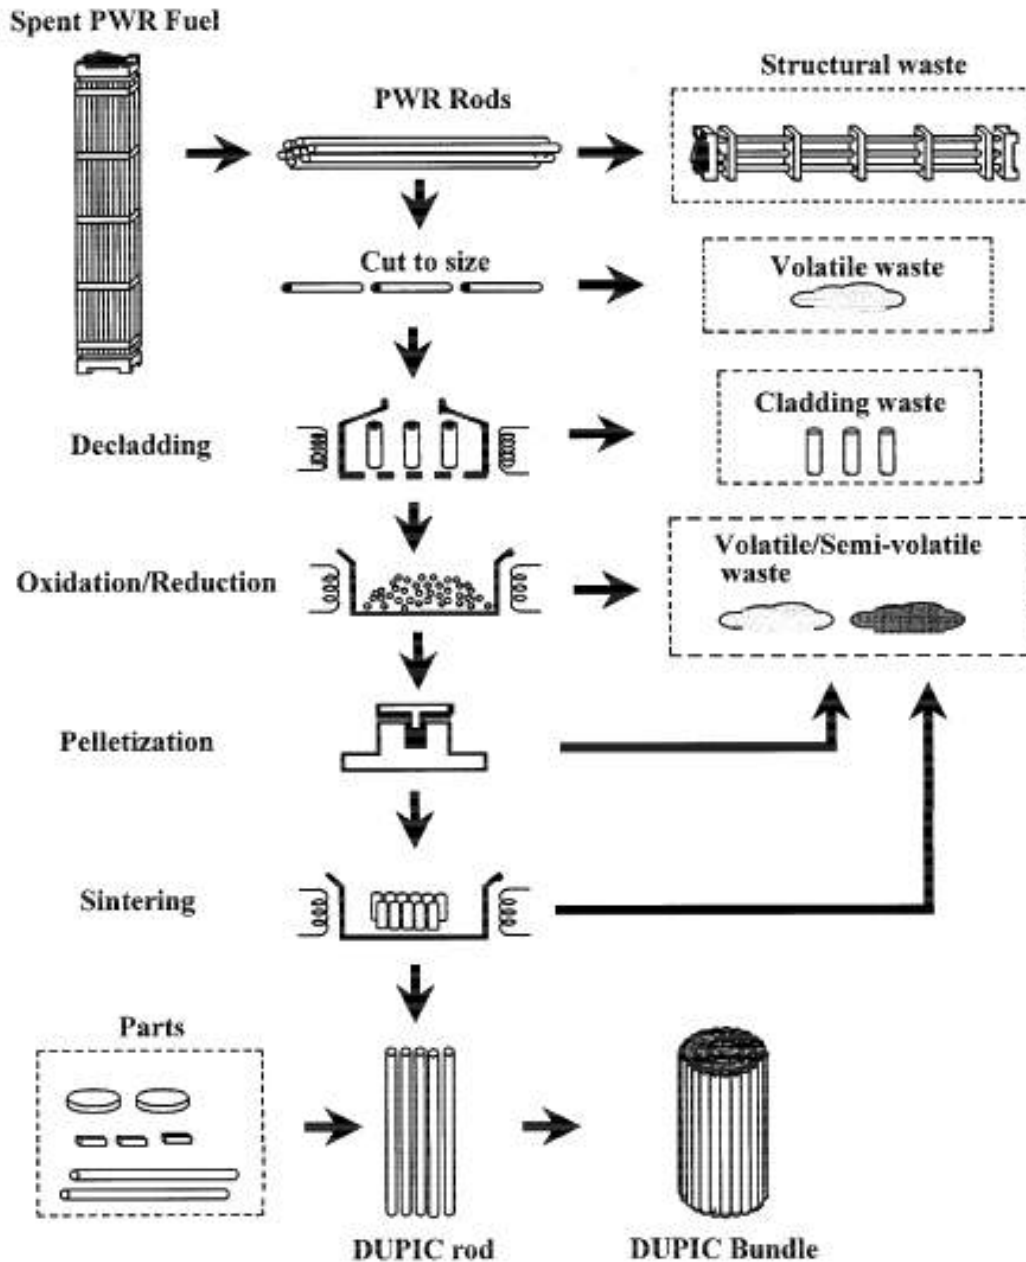 Spent PWR Fuel
PWR Rods
Structural waste
Cut to size
Volatile waste
Decladding
Cladding waste
Oxidation/Reduction
Volatile/Semi-volatile
waste
Pelletization
Sintering
Parts
DUPIC rod
DUPIC Bundle